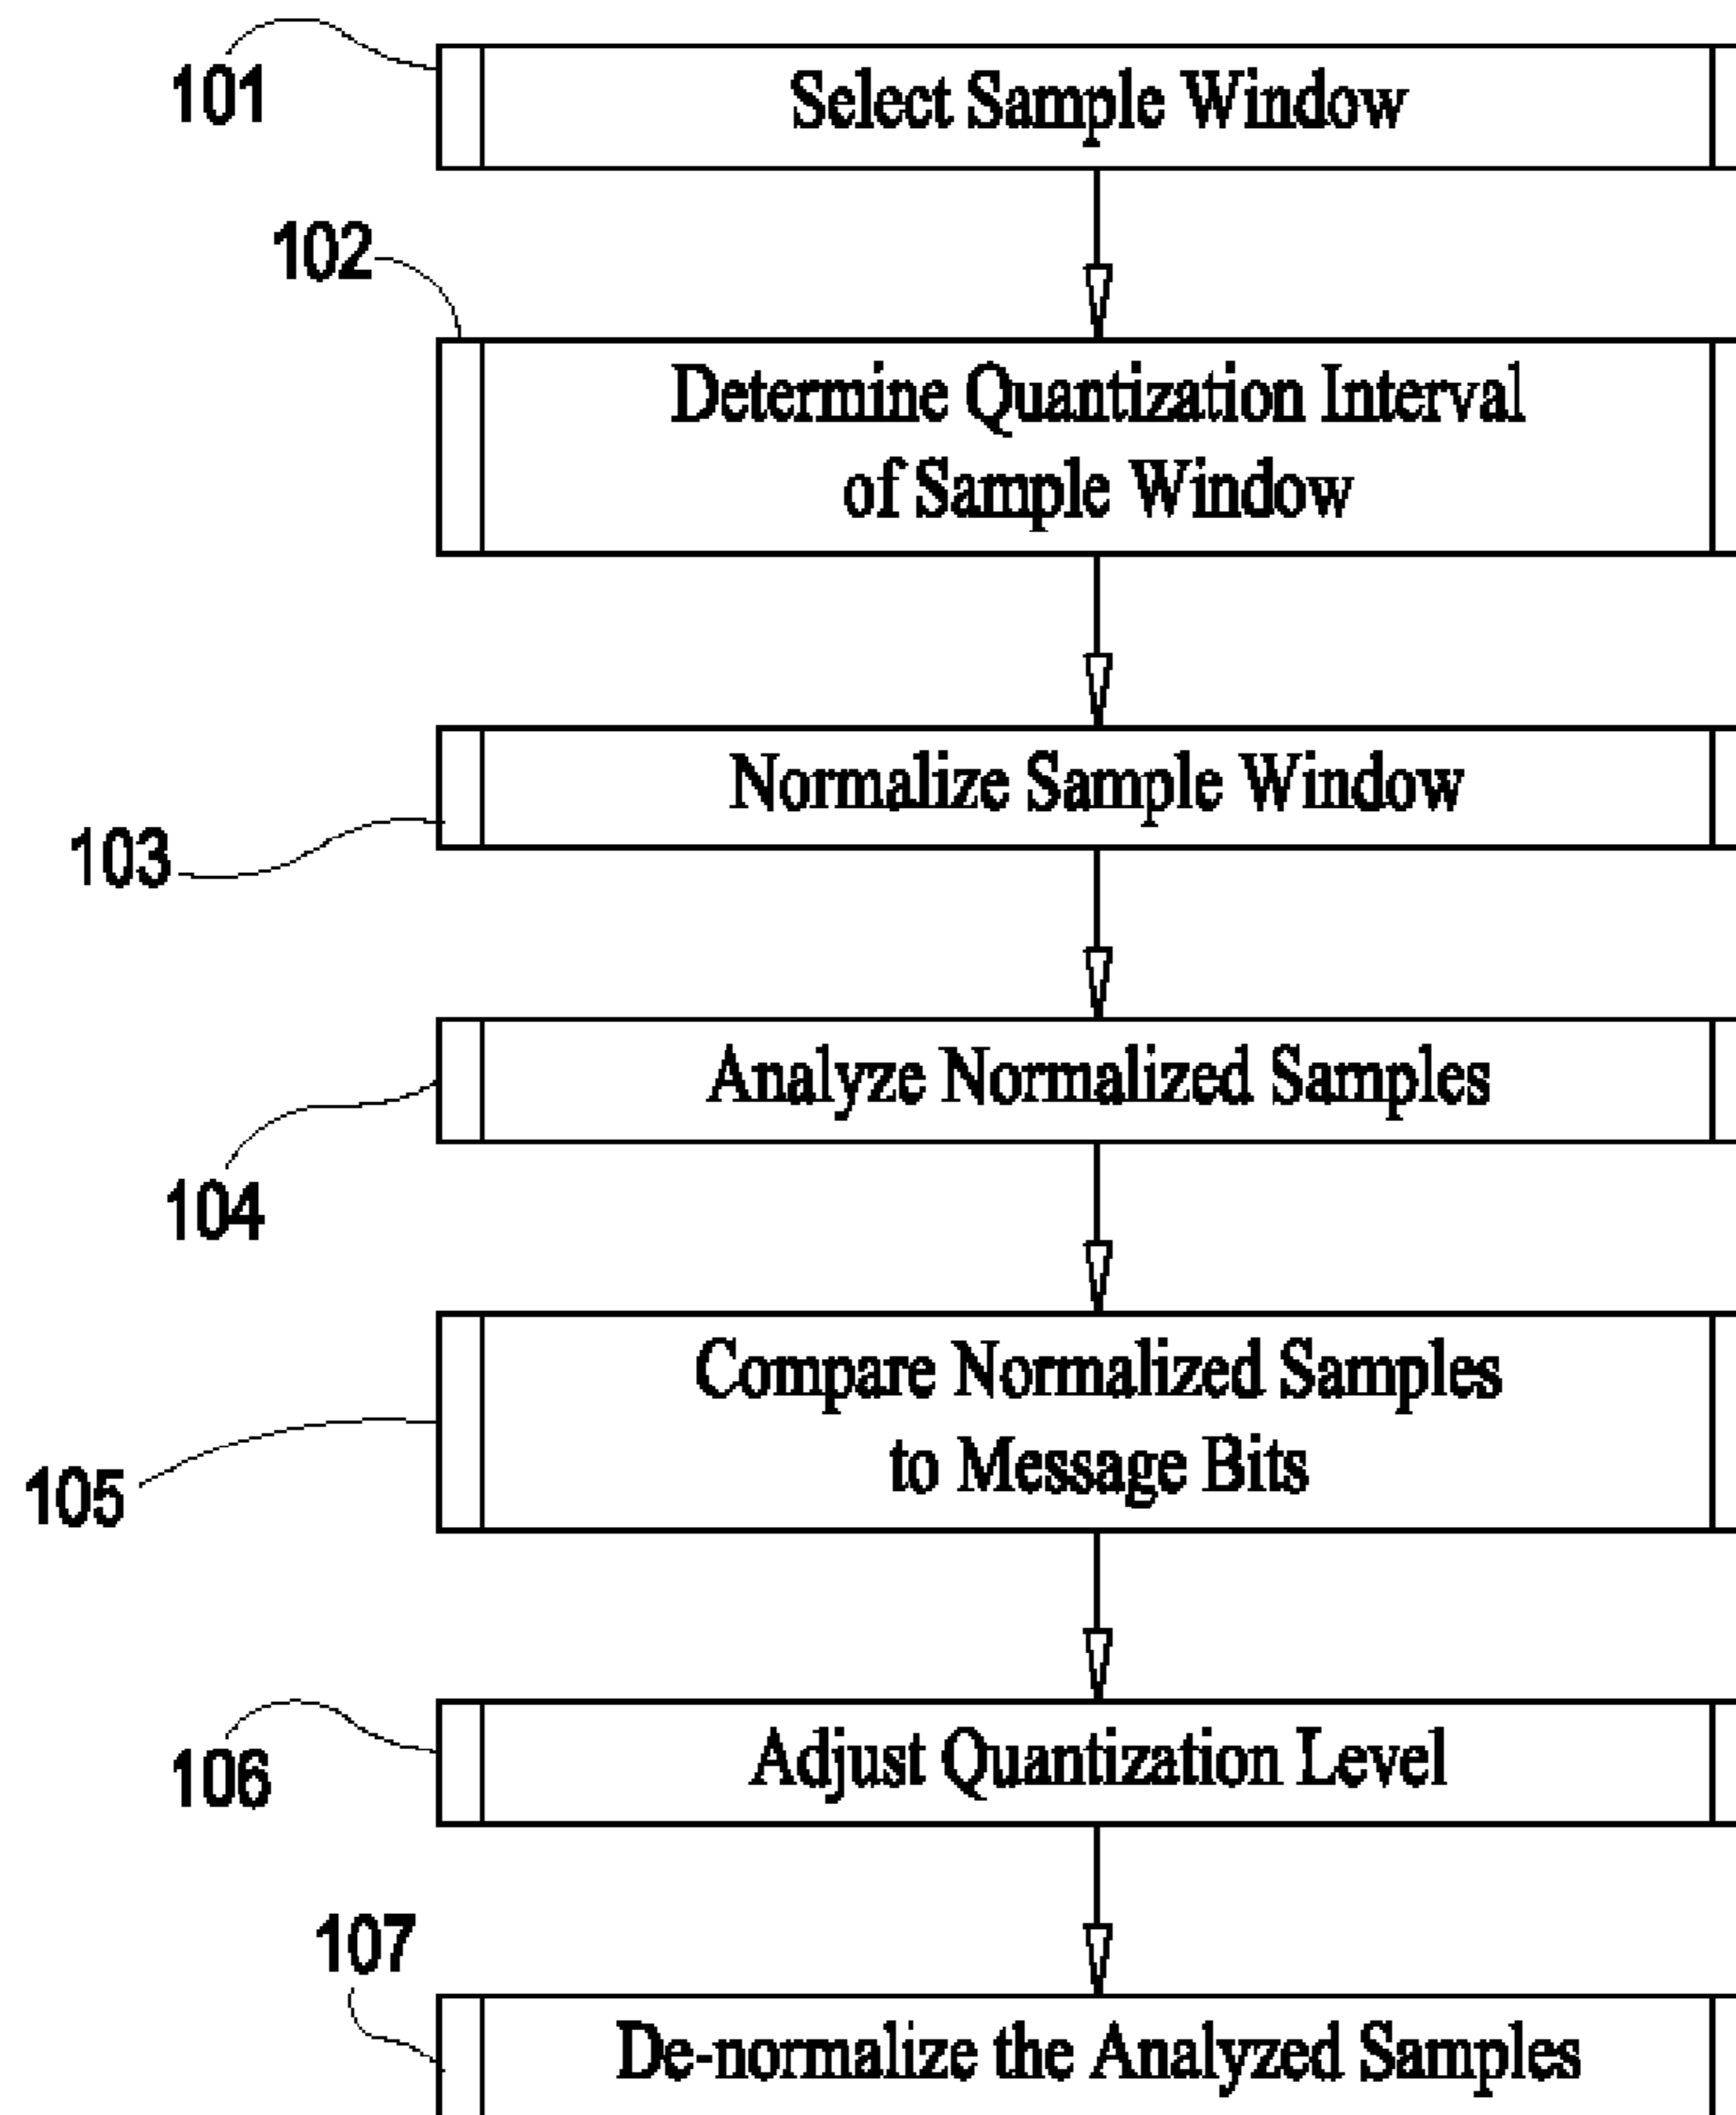 101
Select Sample Window
102
Determine Quantization Interval
of Sample Window
Normalize Sample Window
103
Analyze Normalized Samples
104
Compare Normalized Samples
to Message Bits
105
Adjust Quantization Level
106
107
De-normalize the Analyzed Samples